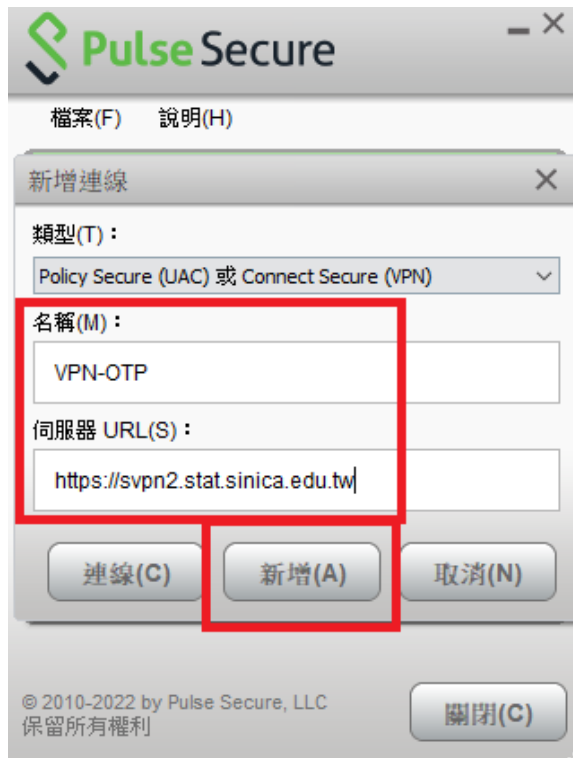 Pulse Secure
檔案(F) 說明(H)
新增連線
類型(T)：
Policy Secure (UAC) 或 Connect Secure (VPN)
名稱(M)：
VPN-OTP
伺服器 URL(S)：
https://svpn2.stat.sinica.edu.tw
連線(C) 新增(A) 取消(N)
© 2010-2022 by Pulse Secure, LLC
保留所有權利
關閉(C)